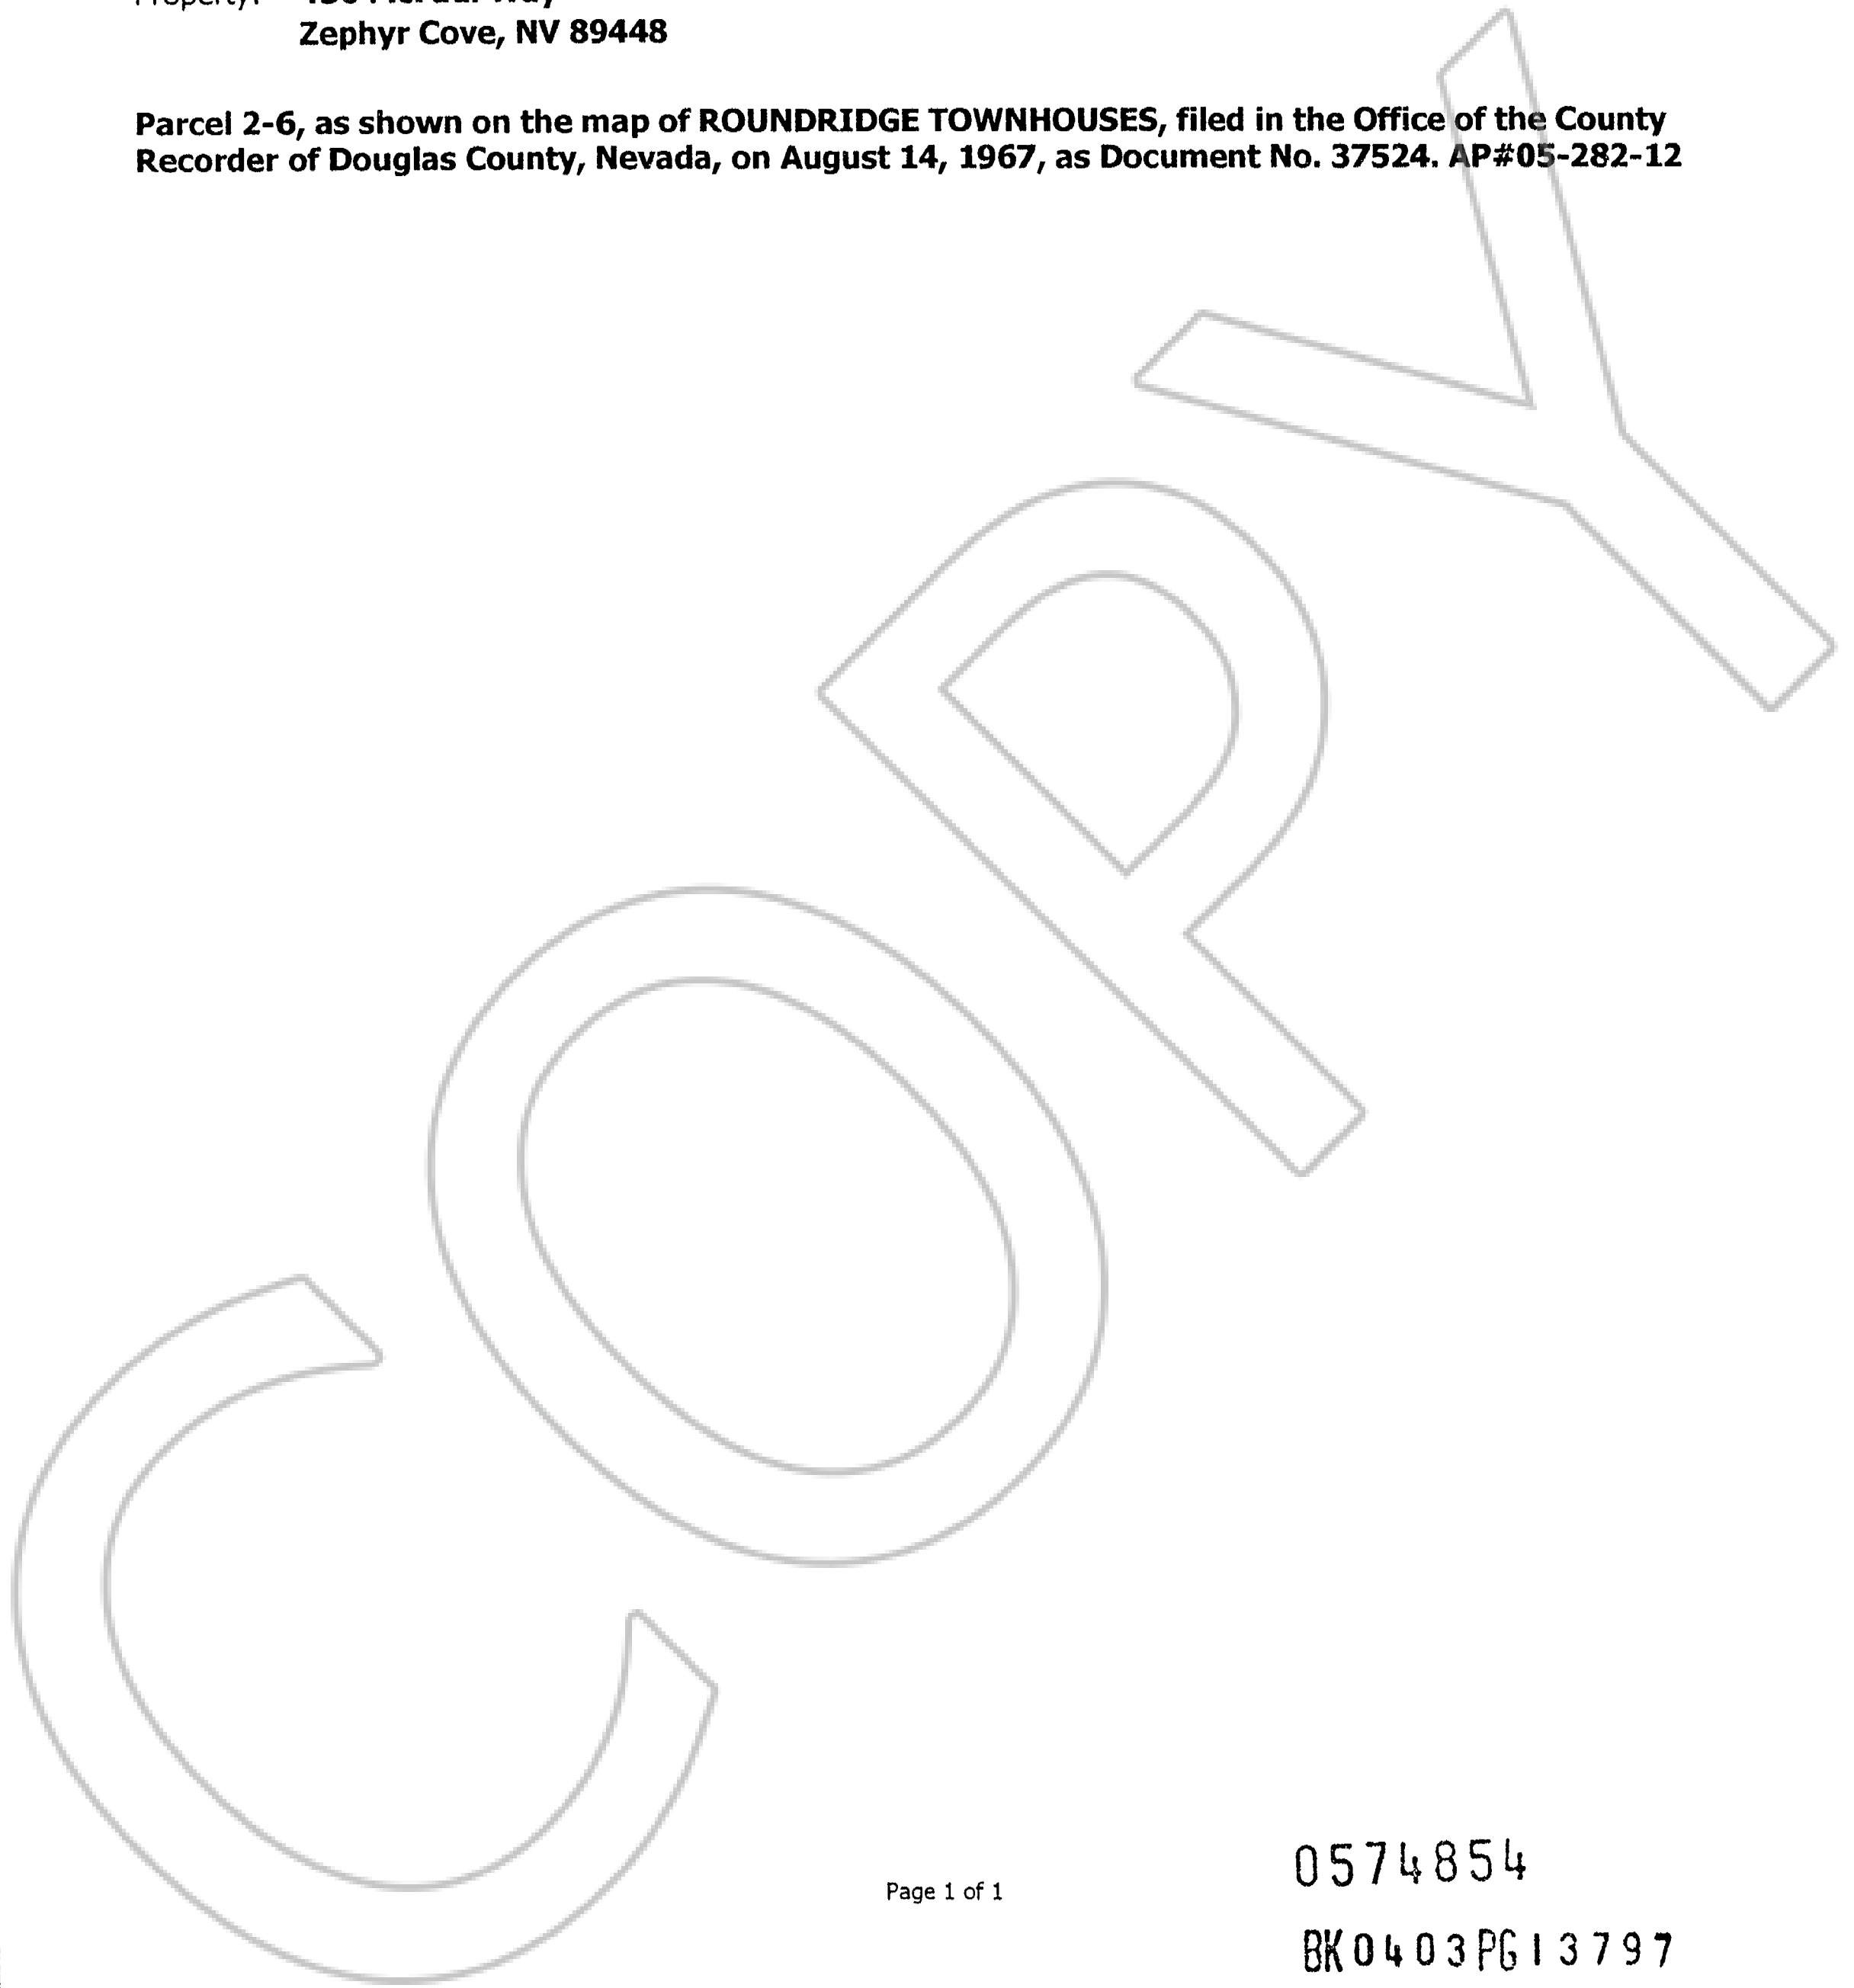 Property:
Zephyr Cove, NV 89448
Parcel 2-6, as shown on the map of ROUNDRIDGE TOWNHOUSES, filed in the Office of the County
Recorder of Douglas County, Nevada, on August 14, 1967, as Document No. 37524. AP#05-282-12
COPY
Page 1 of 1
0574854
BK0403PG13797